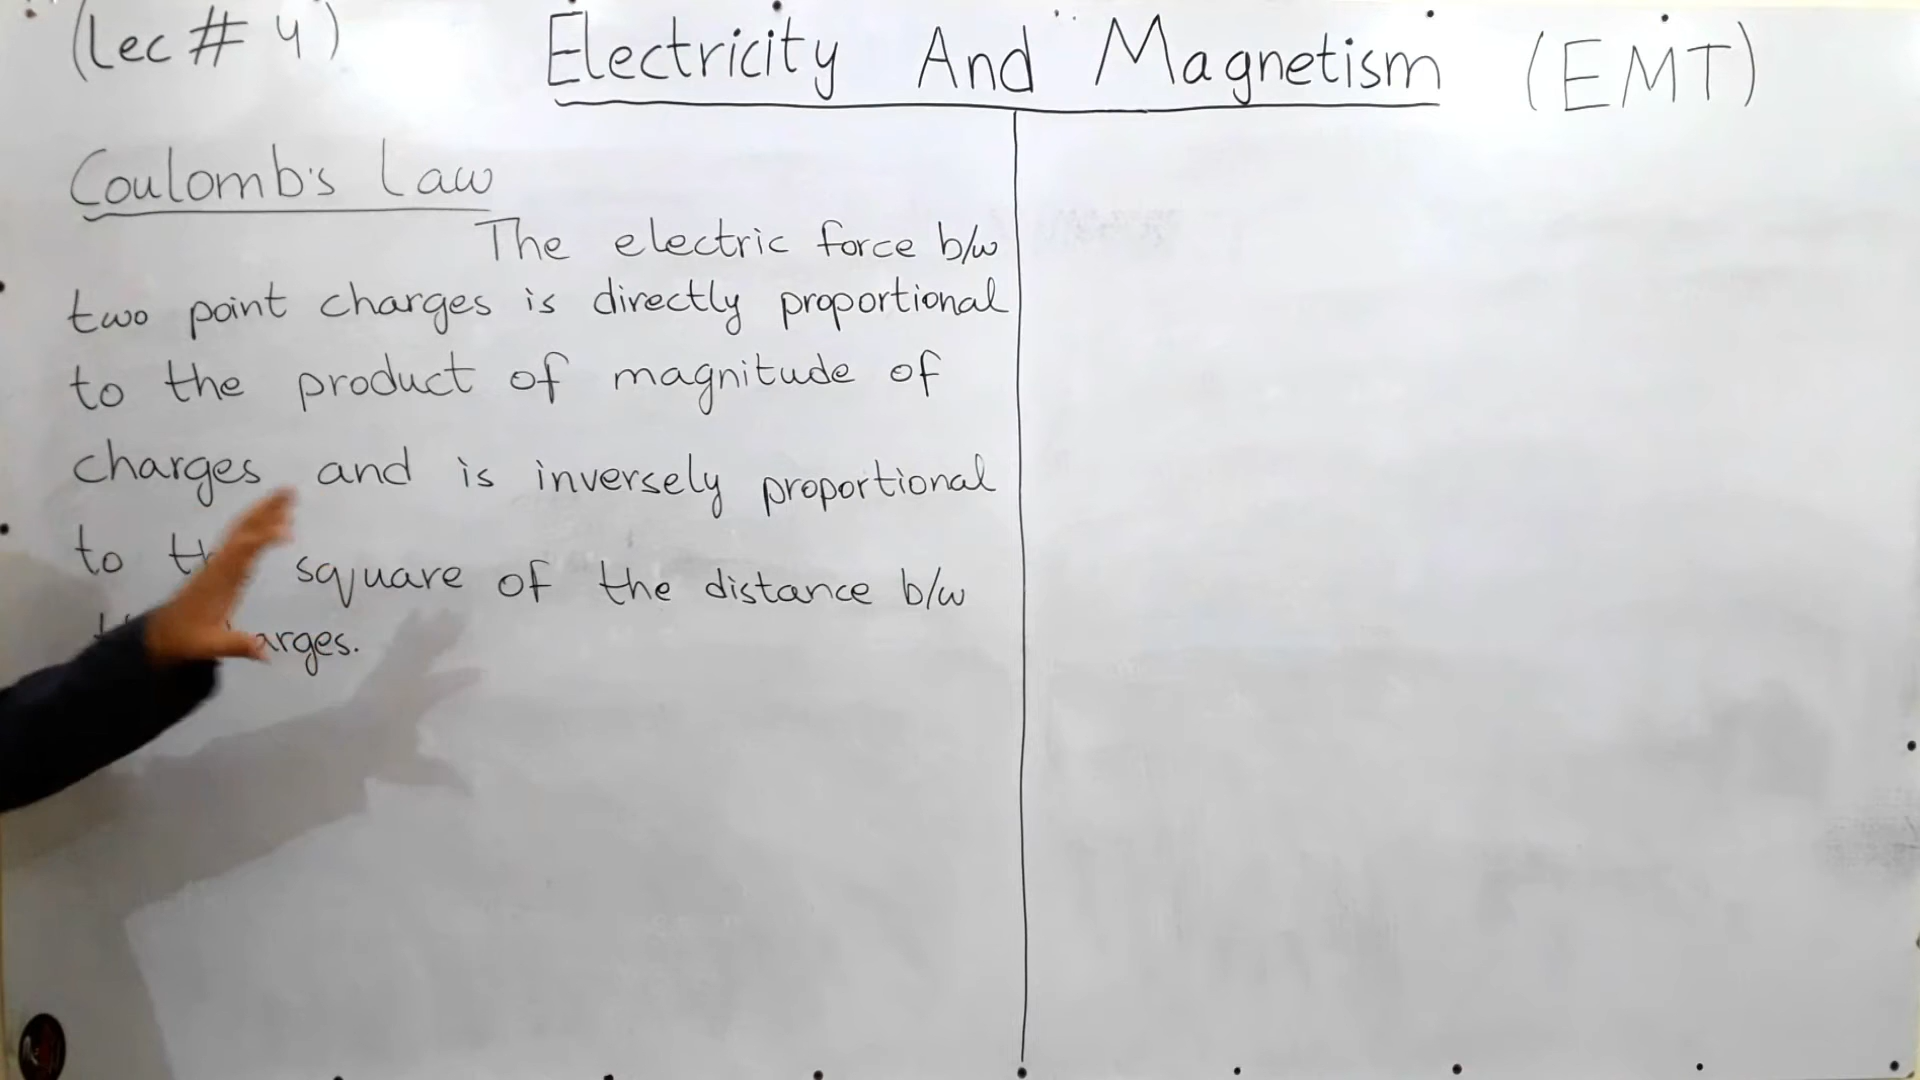 (Lec # 4) Electricity And Magnetism (EMT)
Coulomb's Law
The electric force b/w
two point charges is directly proportional
to the product of magnitude of
charges and is inversely proportional
to square of the distance b/w